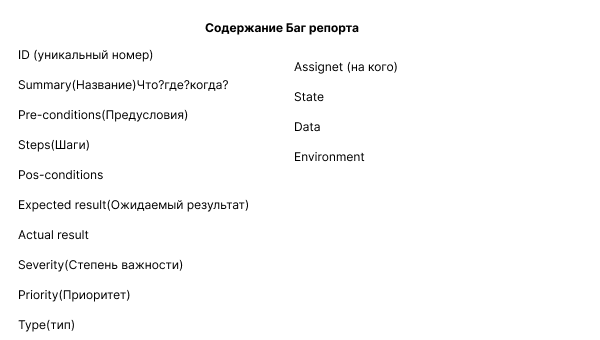 Содержание Баг репорта
ID (уникальный номер)
Summary(Название)Что?где?когда?
Pre-conditions(Предусловия)
Steps(Шаги)
Pos-conditions
Expected result(Ожидаемый результат)
Actual result
Severity(Степень важности)
Priority(Приоритет)
Type(тип)
Assignet (на кого)
State
Data
Environment